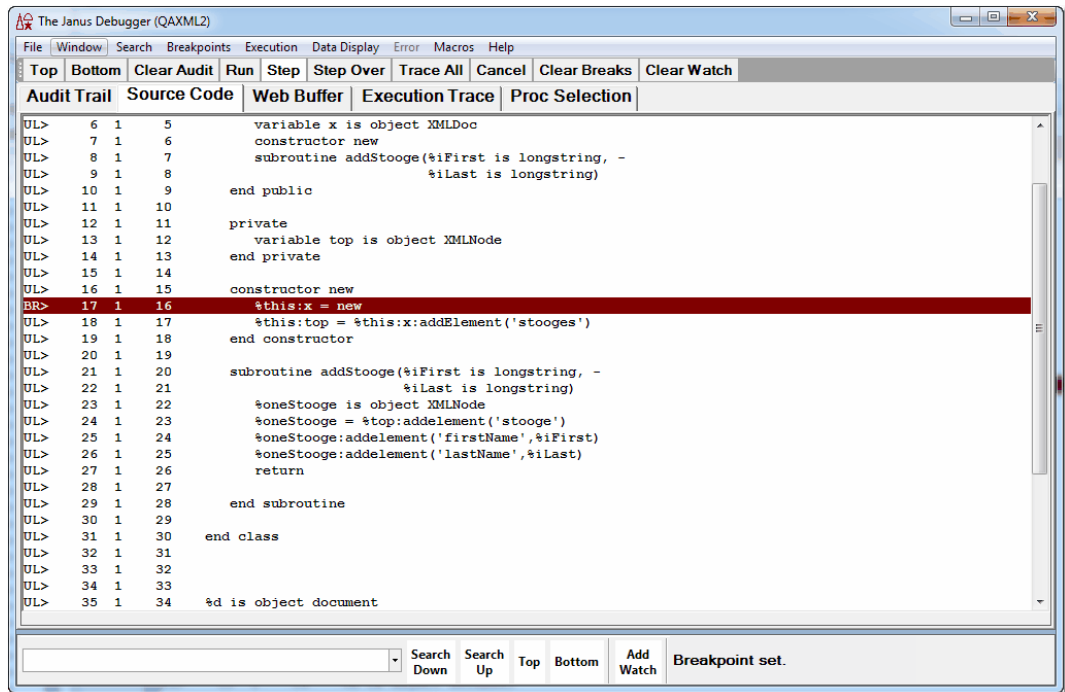 The Janus Debugger (QAXML2)
File Window Search Breakpoints Execution Data Display Error Macros Help
Top Bottom Clear Audit Run Step Step Over Trace All Cancel Clear Breaks Clear Watch
Audit Trail Source Code Web Buffer Execution Trace Proc Selection
UL> 6 1 5 variable x is object XMLDoc
UL> 7 1 6 constructor new
UL> 8 1 7 subroutine addStooge(%iFirst is longstring, -
UL> 9 1 8 %iLast is longstring)
UL> 10 1 9 end public
UL> 11 1 10
UL> 12 1 11 private
UL> 13 1 12 variable top is object XMLNode
UL> 14 1 13 end private
UL> 15 1 14
UL> 16 1 15 constructor new
BR> 17 1 16 %this:x = new
UL> 18 1 17 %this:top = %this:x:addElement('stooges')
UL> 19 1 18 end constructor
UL> 20 1 19
UL> 21 1 20 subroutine addStooge(%iFirst is longstring, -
UL> 22 1 21 %iLast is longstring)
UL> 23 1 22 %oneStooge is object XMLNode
UL> 24 1 23 %oneStooge = %top:addelement('stooge')
UL> 25 1 24 %oneStooge:addelement('firstName',%iFirst)
UL> 26 1 25 %oneStooge:addelement('lastName',%iLast)
UL> 27 1 26 return
UL> 28 1 27
UL> 29 1 28 end subroutine
UL> 30 1 29
UL> 31 1 30 end class
UL> 32 1 31
UL> 33 1 32
UL> 34 1 33
UL> 35 1 34 %d is object document
Search Down Search Up Top Bottom Add Watch Breakpoint set.